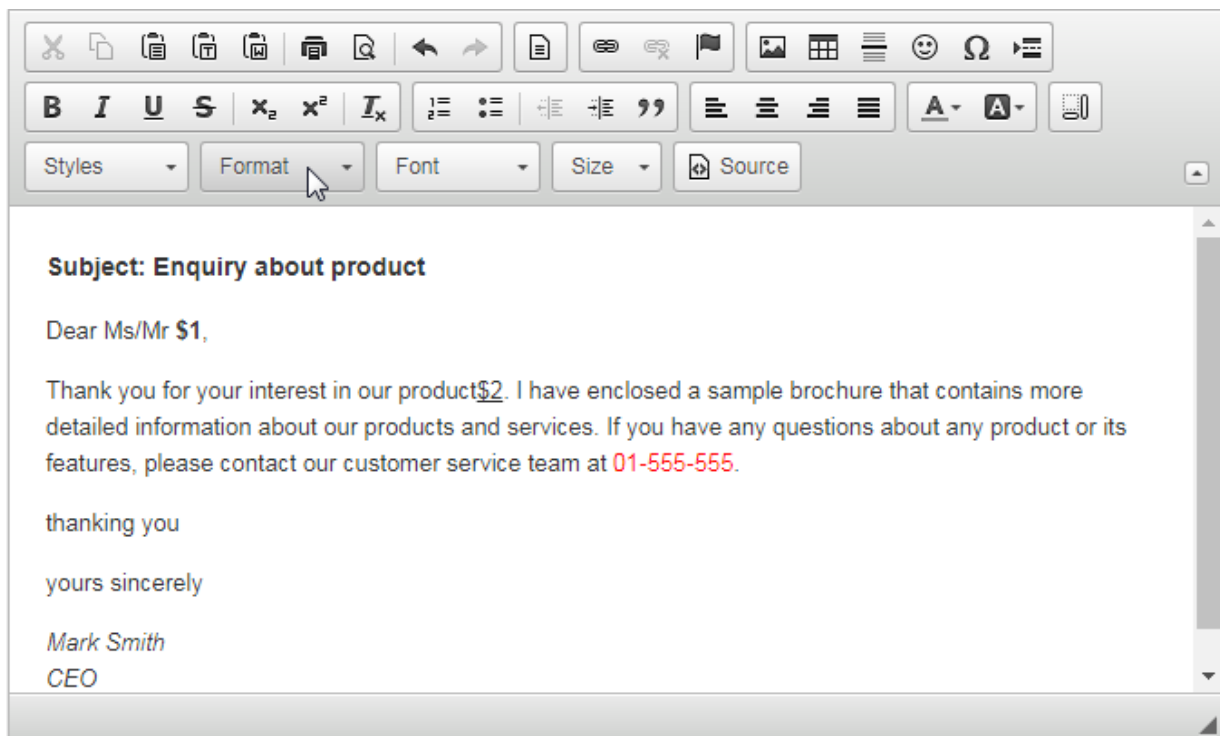 Styles Format Font Size Source
Subject: Enquiry about product
Dear Ms/Mr $1,
Thank you for your interest in our product$2. I have enclosed a sample brochure that contains more
detailed information about our products and services. If you have any questions about any product or its
features, please contact our customer service team at 01-555-555.
thanking you
yours sincerely
Mark Smith
CEO